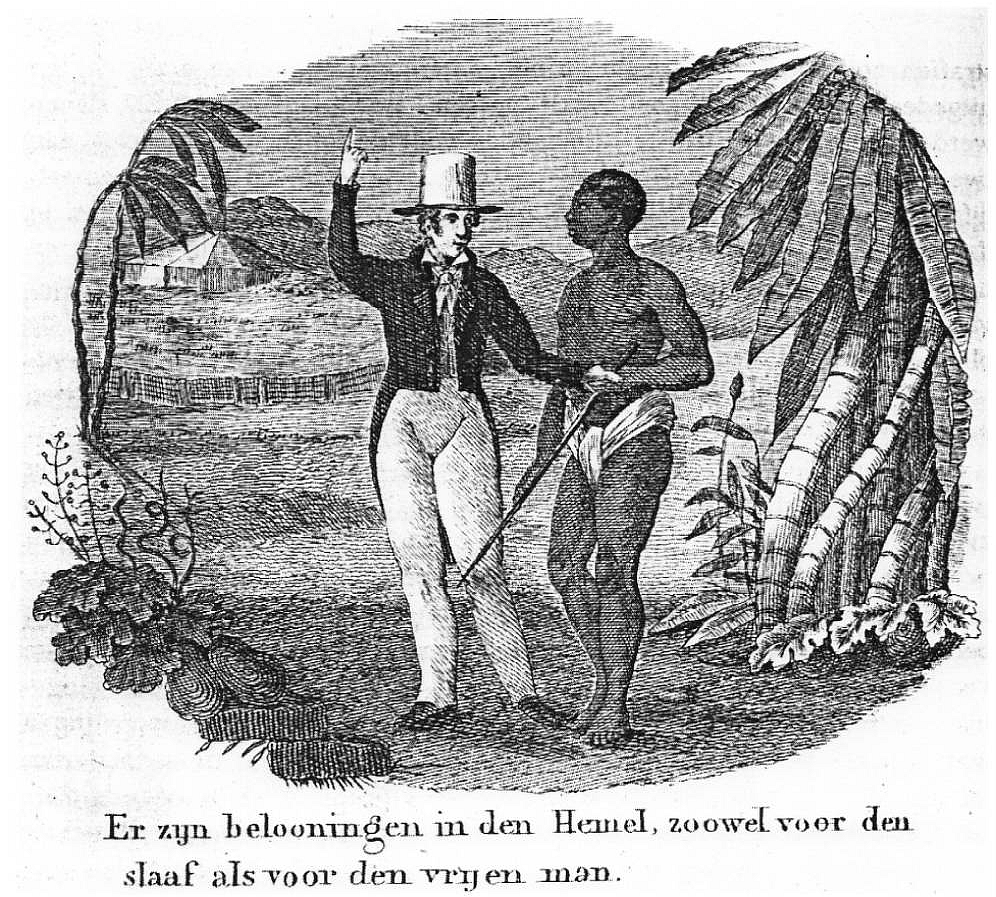 Er zyn belooningen in den Hemel, zoowel voor den
slaaf als voor den vryen man.